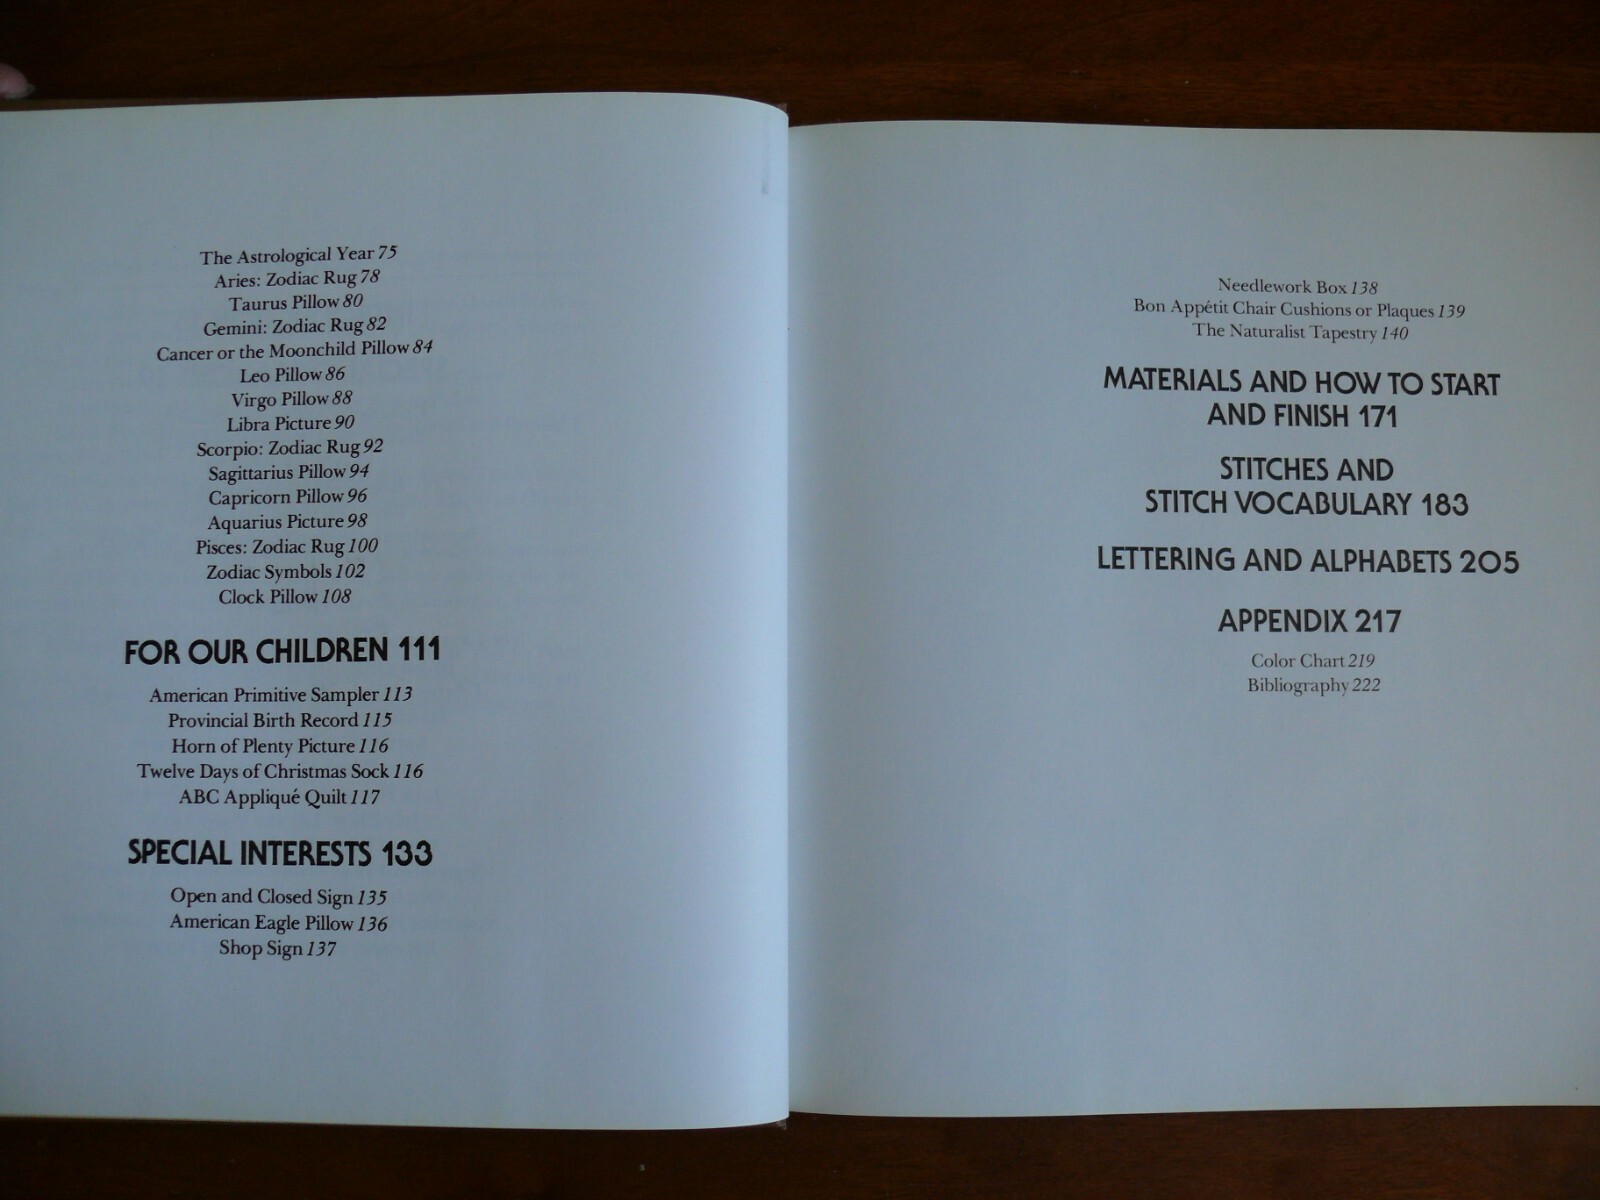 The Astrological Year 75
Aries: Zodiac Rug 78
Taurus Pillow 80
Gemini: Zodiac Rug 82
Cancer or the Moonchild Pillow 84
Leo Pillow 86
Virgo Pillow 88
Libra Picture 90
Scorpio: Zodiac Rug 92
Sagittarius Pillow 94
Capricorn Pillow 96
Aquarius Picture 98
Pisces: Zodiac Rug 100
Zodiac Symbols 102
Clock Pillow 108
FOR OUR CHILDREN 111
American Primitive Sampler 113
Provincial Birth Record 115
Horn of Plenty Picture 116
Twelve Days of Christmas Sock 116
ABC Appliqué Quilt 117
SPECIAL INTERESTS 133
Open and Closed Sign 135
American Eagle Pillow 136
Shop Sign 137
Needlework Box 138
Bon Appétit Chair Cushions or Plaques 139
The Naturalist Tapestry 140
MATERIALS AND HOW TO START
AND FINISH 171
STITCHES AND
STITCH VOCABULARY 183
LETTERING AND ALPHABETS 205
APPENDIX 217
Color Chart 219
Bibliography 222